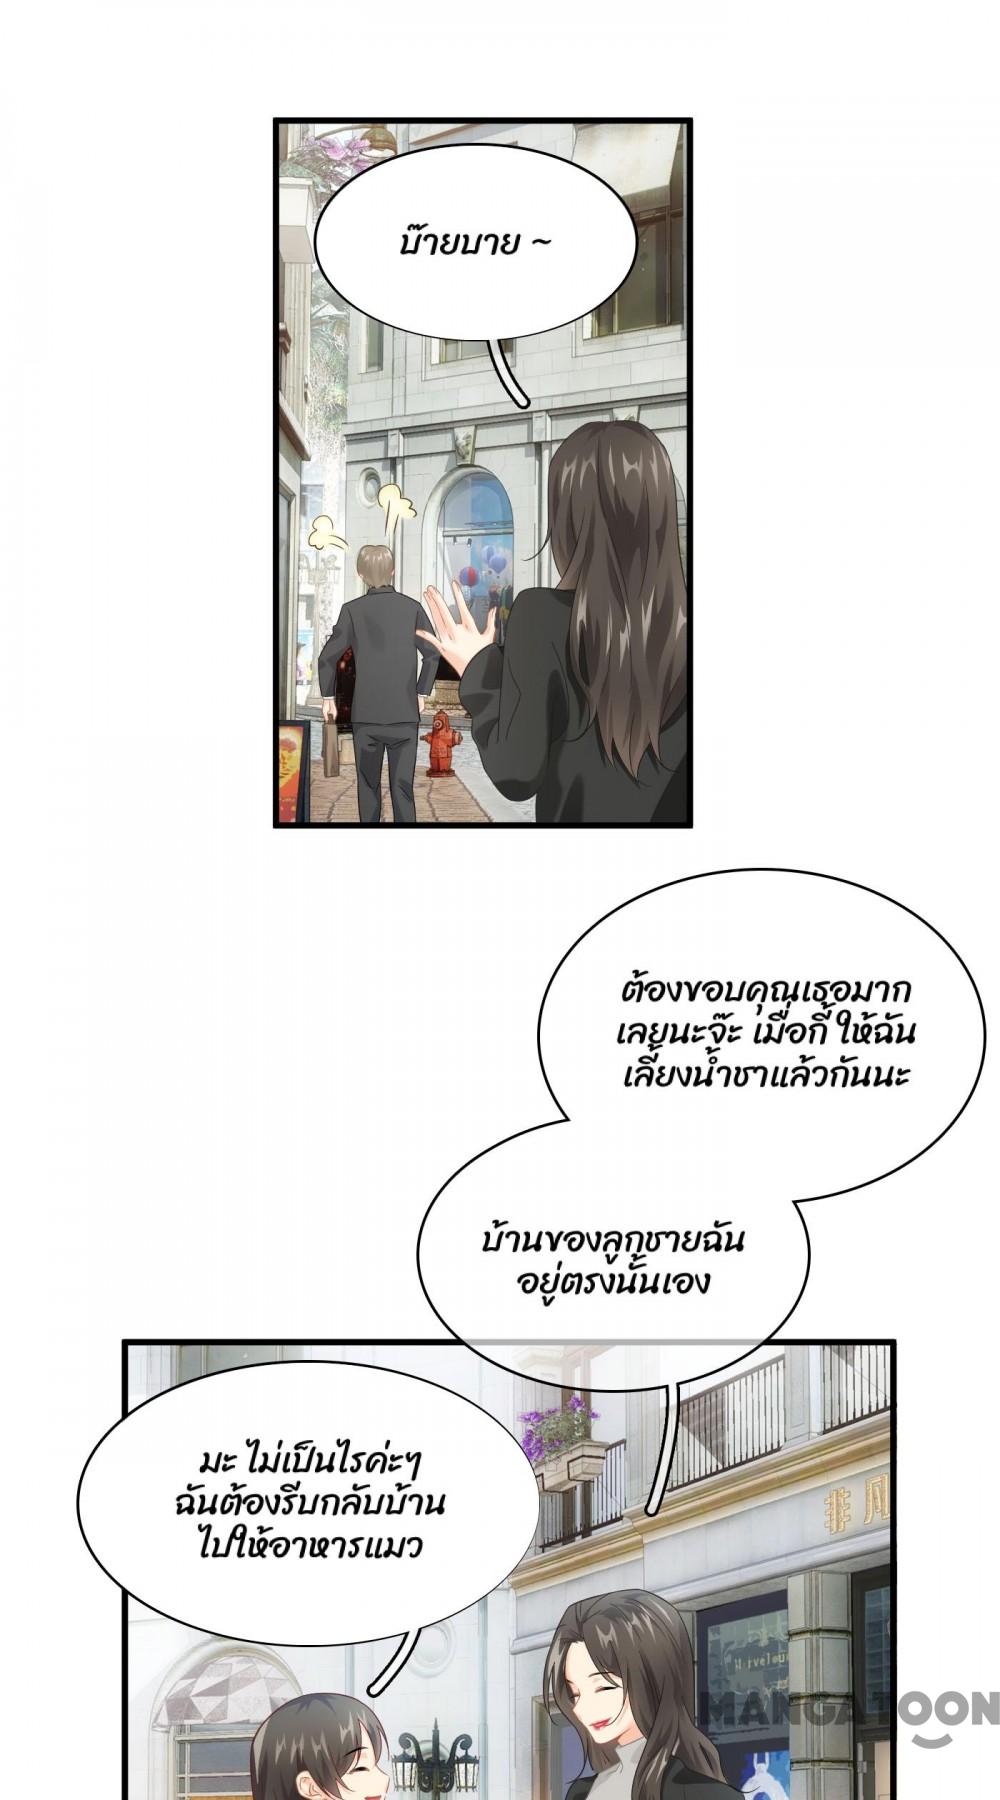 บ๊ายบาย ~
ต้องขอบคุณเธอมาก
เลยนะจ๊ะ เมื่อกี้ ให้ฉัน
เลี้ยงน้ำชาแล้วกันนะ
บ้านของลูกชายฉัน
อยู่ตรงนั้นเอง
มะ ไม่เป็นไรค่ะๆ
ฉันต้องรีบกลับบ้าน
ไปให้อาหารแมว
非凡
MANGATOON